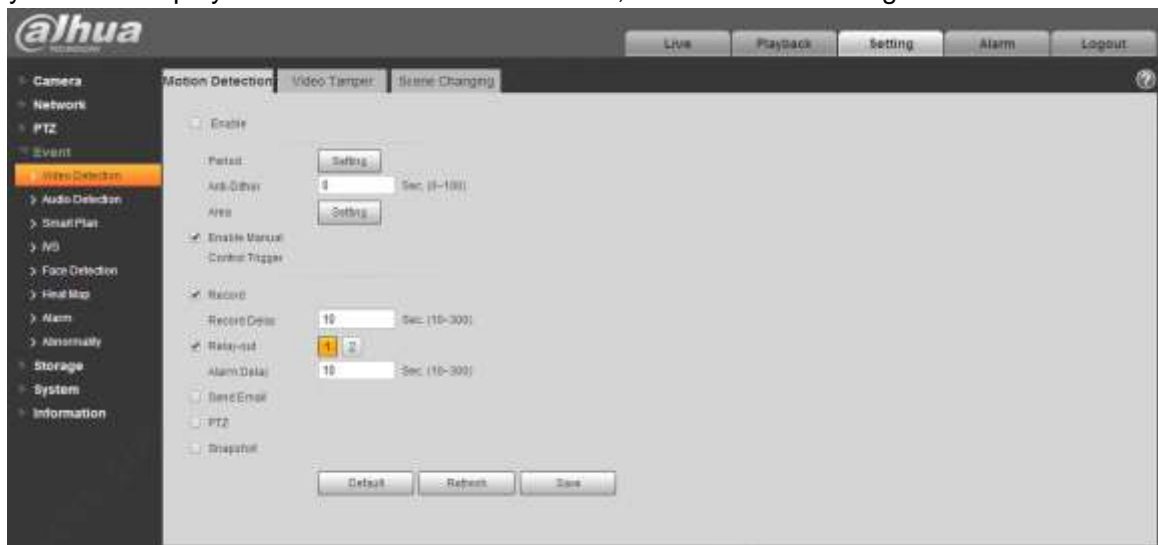 alhua
TECHNOLOGY
Live Playback Setting Alarm Logout
Camera
Network
PTZ
Event
Video Detection
Audio Detection
Smart Plan
IVS
Face Detection
Heat Map
Alarm
Abnormality
Storage
System
Information
Motion Detection Video Tamper Scene Changing
?
Enable
Period Setting
Anti-Dither 0 Sec. (0~100)
Area Setting
Enable Manual
Control Trigger
Record
Record Delay 10 Sec. (10~300)
Relay-out 1 2
Alarm Delay 10 Sec. (10~300)
Send Email
PTZ
Snapshot
Default Refresh Save